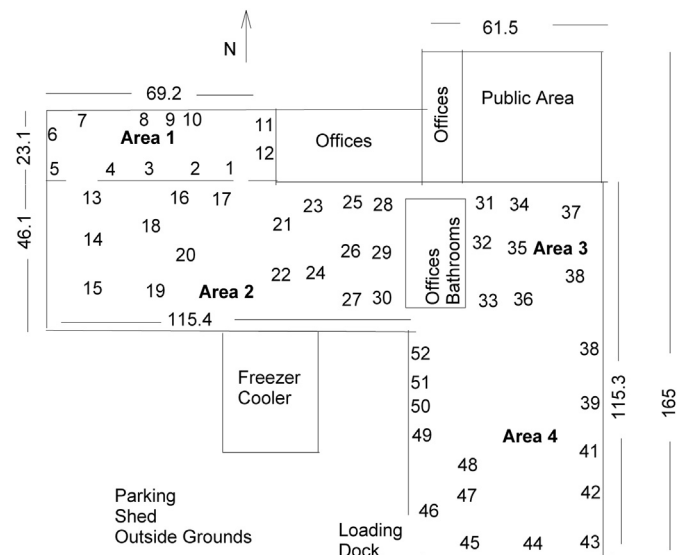 61.5
N
69.2
Offices
Public Area
7 8 9 10 11
6 Area 1
23.1
Offices
12
5 4 3 2 1
13 16 17 23 25 28 31 34 37
46.1
14 18 21 26 29 32 35 Area 3
20
Offices
Bathrooms
22 24 38
15 19 Area 2 27 30 33 36
115.4
52 38
51
Freezer
Cooler
50 39
115.3
165
49 Area 4 41
48
47 42
46
Parking
Shed
Outside Grounds
Loading
Dock
45 44 43